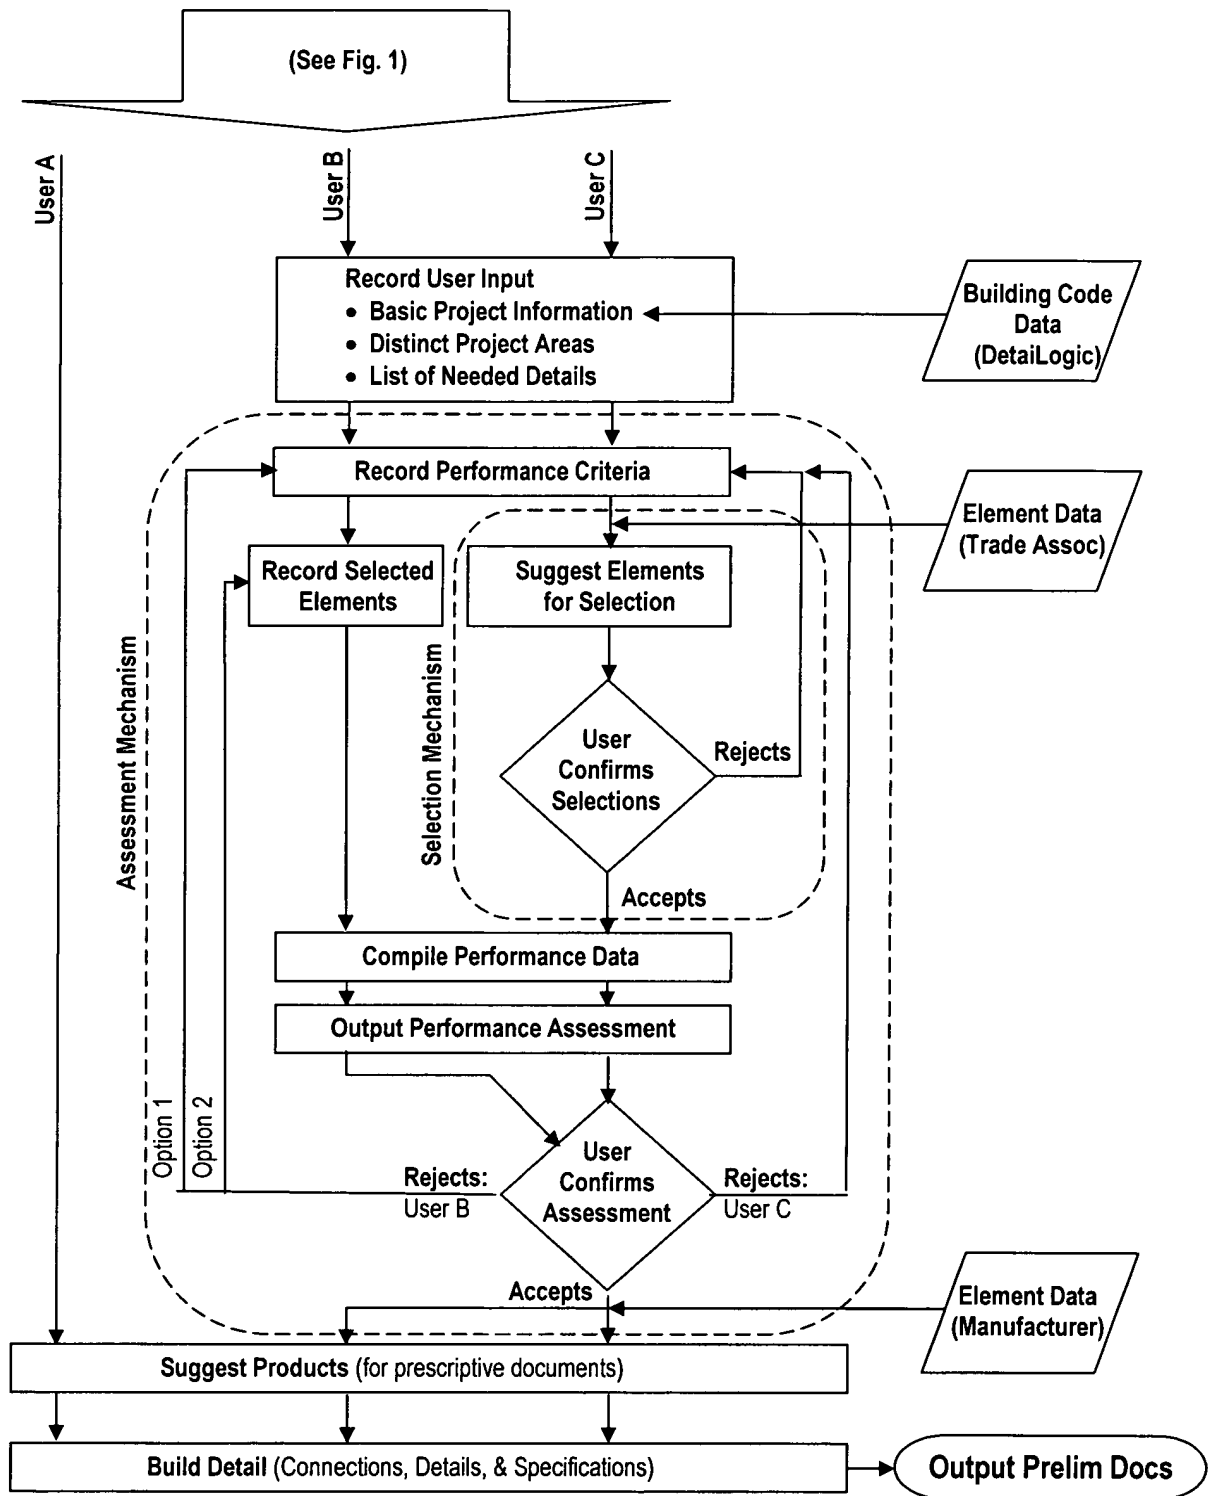 (See Fig. 1)
User A
User B
User C
Record User Input
• Basic Project Information
• Distinct Project Areas
• List of Needed Details
Building Code
Data
(DetaiLogic)
Record Performance Criteria
Element Data
(Trade Assoc)
Record Selected
Elements
Suggest Elements
for Selection
Assessment Mechanism
Selection Mechanism
User
Confirms
Selections
Rejects
Accepts
Compile Performance Data
Output Performance Assessment
Option 1
Option 2
User
Confirms
Assessment
Rejects:
User B
Rejects:
User C
Accepts
Element Data
(Manufacturer)
Suggest Products (for prescriptive documents)
Build Detail (Connections, Details, & Specifications)
Output Prelim Docs